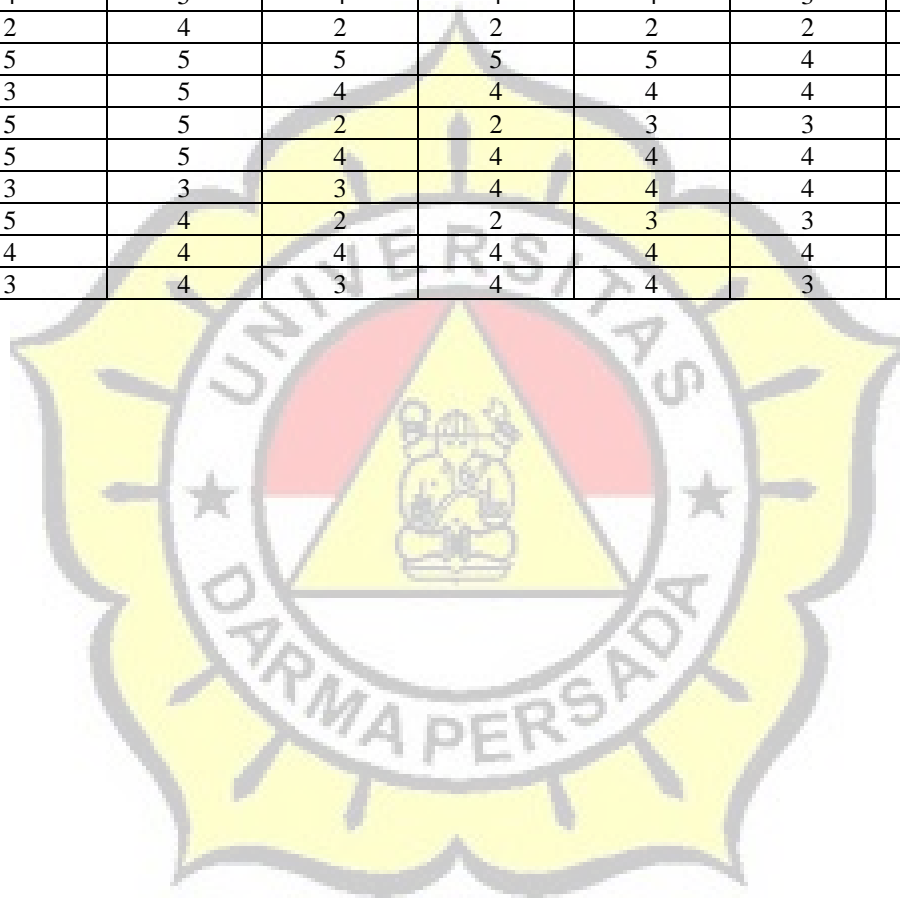 2 4 2 2 2 2
5 5 5 5 5 4
3 5 4 4 4 4
5 5 2 2 3 3
5 5 4 4 4 4
3 3 3 4 4 4
5 4 2 2 3 3
4 4 4 4 4 4
3 4 3 4 4 3
UNIVERSITAS
DARMA PERSADA